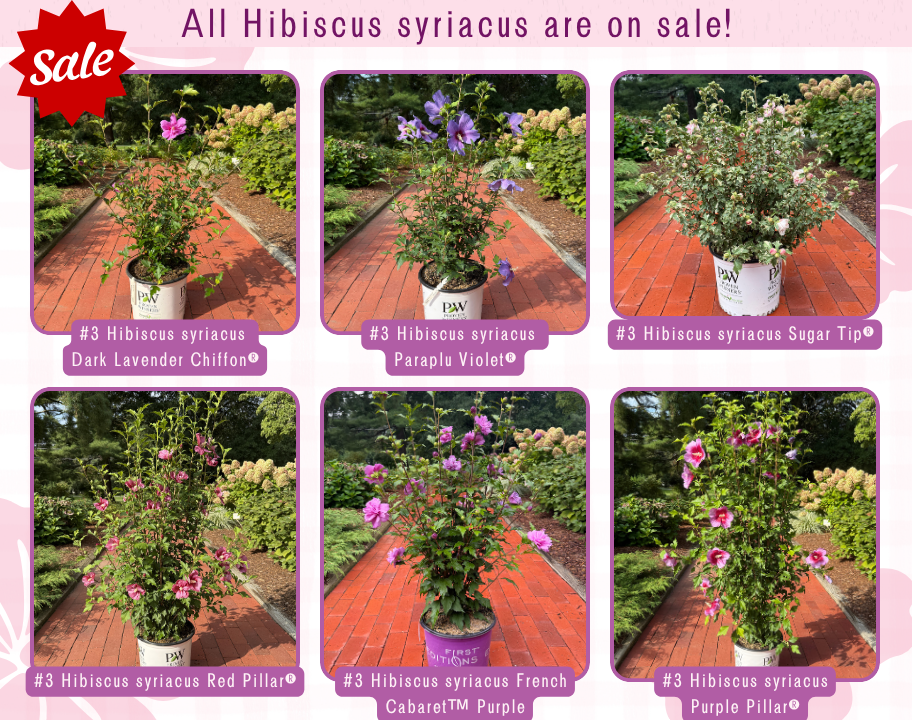 All Hibiscus syriacus are on sale!
Sale
#3 Hibiscus syriacus
Dark Lavender Chiffon®
#3 Hibiscus syriacus
Paraplu Violet®
#3 Hibiscus syriacus Sugar Tip®
PW
PW
PW
#3 Hibiscus syriacus Red Pillar®
#3 Hibiscus syriacus French
Cabaret™ Purple
#3 Hibiscus syriacus
Purple Pillar®
PW
FIRST
EDITIONS
PW